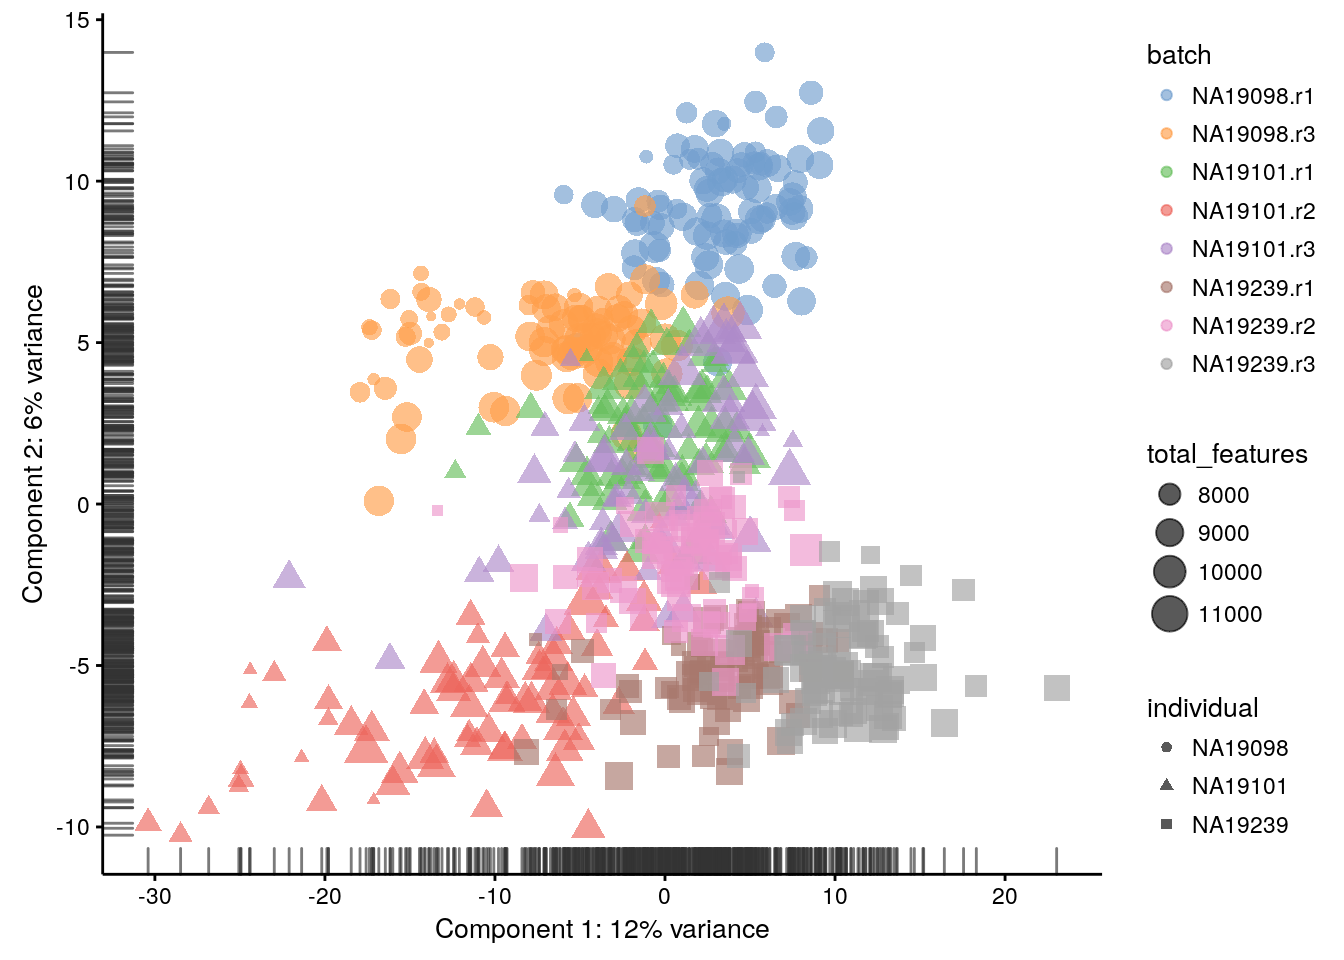 15
10
5
0
-5
-10
Component 2: 6% variance
-30
-20
-10
0
10
20
Component 1: 12% variance
batch
NA19098.r1
NA19098.r3
NA19101.r1
NA19101.r2
NA19101.r3
NA19239.r1
NA19239.r2
NA19239.r3
total_features
8000
9000
10000
11000
individual
NA19098
NA19101
NA19239